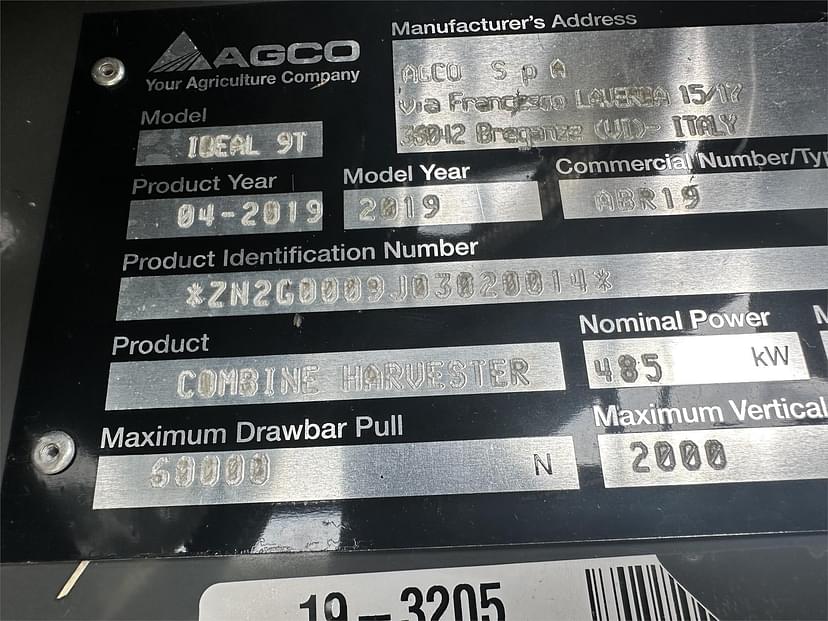 AGCO
Your Agriculture Company
Manufacturer's Address
AGCO S p A
via Francesco LAVERDA 15/17
36042 Breganze (VI)- ITALY
Model
IDEAL 9T
Product Year
04-2019
Model Year
2019
Commercial Number/Typ
ABR19
Product Identification Number
*ZN2G0009J03020014*
Product
COMBINE HARVESTER
Nominal Power
485 kW
M
Maximum Drawbar Pull
60000 N
Maximum Vertical
2000
19-3205